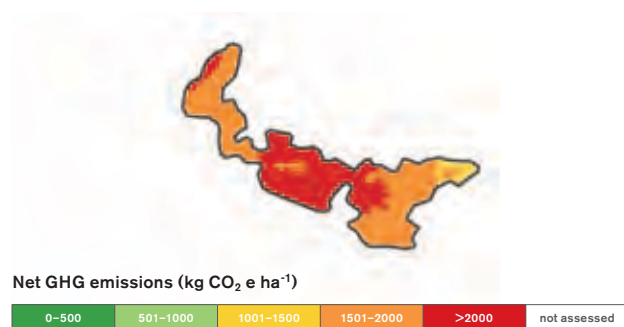 Net GHG emissions (kg CO₂ e ha⁻¹)
0–500 501–1000 1001–1500 1501–2000 >2000 not assessed